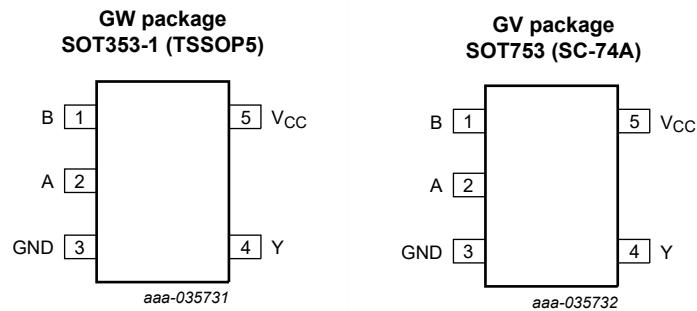 GW package
SOT353-1 (TSSOP5)
B 1
5 VCC
A 2
GND 3
4 Y
aaa-035731
GV package
SOT753 (SC-74A)
B 1
5 VCC
A 2
GND 3
4 Y
aaa-035732